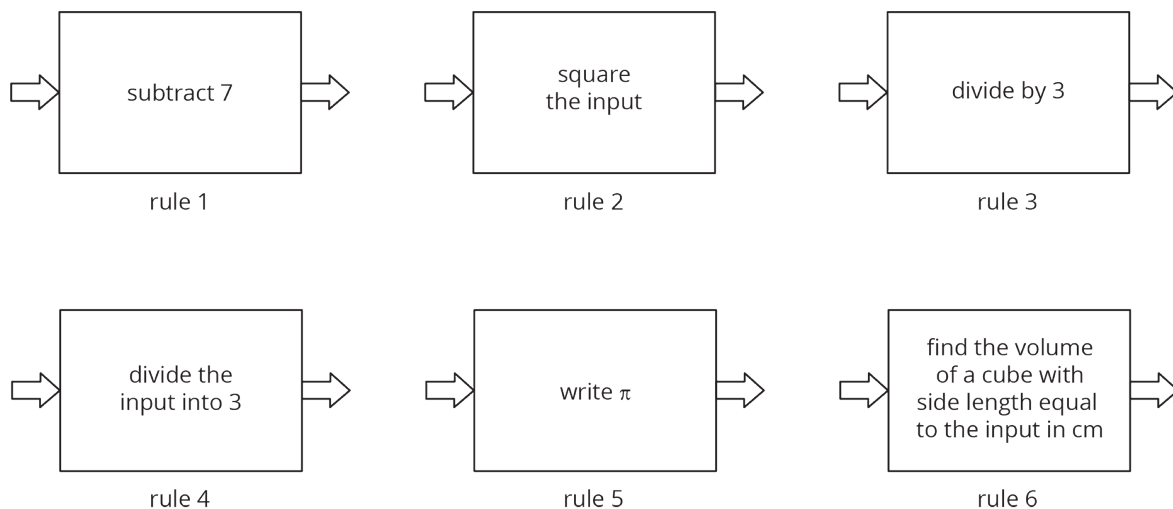 subtract 7
square
the input
divide by 3
rule 1
rule 2
rule 3
divide the
input into 3
write π
find the volume
of a cube with
side length equal
to the input in cm
rule 4
rule 5
rule 6